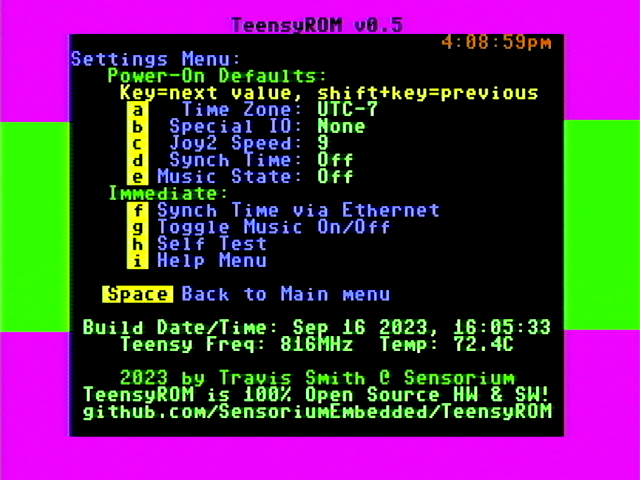 TeensyROM v0.5
4:08:59pm
Settings Menu:
Power-On Defaults:
Key=next value, shift+key=previous
a Time Zone: UTC-7
b Special IO: None
c Joy2 Speed: 9
d Synch Time: Off
e Music State: Off
Immediate:
f Synch Time via Ethernet
g Toggle Music On/Off
h Self Test
i Help Menu
Space Back to Main menu
Build Date/Time: Sep 16 2023, 16:05:33
Teensy Freq: 816MHz Temp: 72.4C
2023 by Travis Smith @ Sensorium
TeensyROM is 100% Open Source HW & SW!
github.com/SensoriumEmbedded/TeensyROM